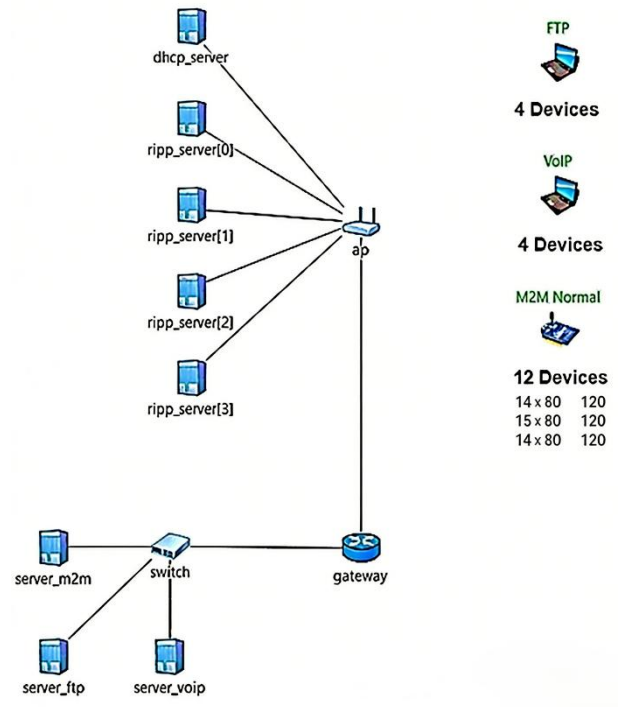 dhcp_server
ripp_server[0]
ripp_server[1]
ripp_server[2]
ripp_server[3]
ap
server_m2m
switch
gateway
server_ftp
server_voip
FTP
4 Devices
VoIP
4 Devices
M2M Normal
12 Devices
14 x 80 120
15 x 80 120
14 x 80 120